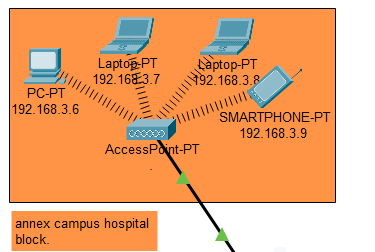 Laptop-PT
192.168.3.7
Laptop-PT
192.168.3.8
PC-PT
192.168.3.6
SMARTPHONE-PT
192.168.3.9
AccessPoint-PT
annex campus hospital
block.